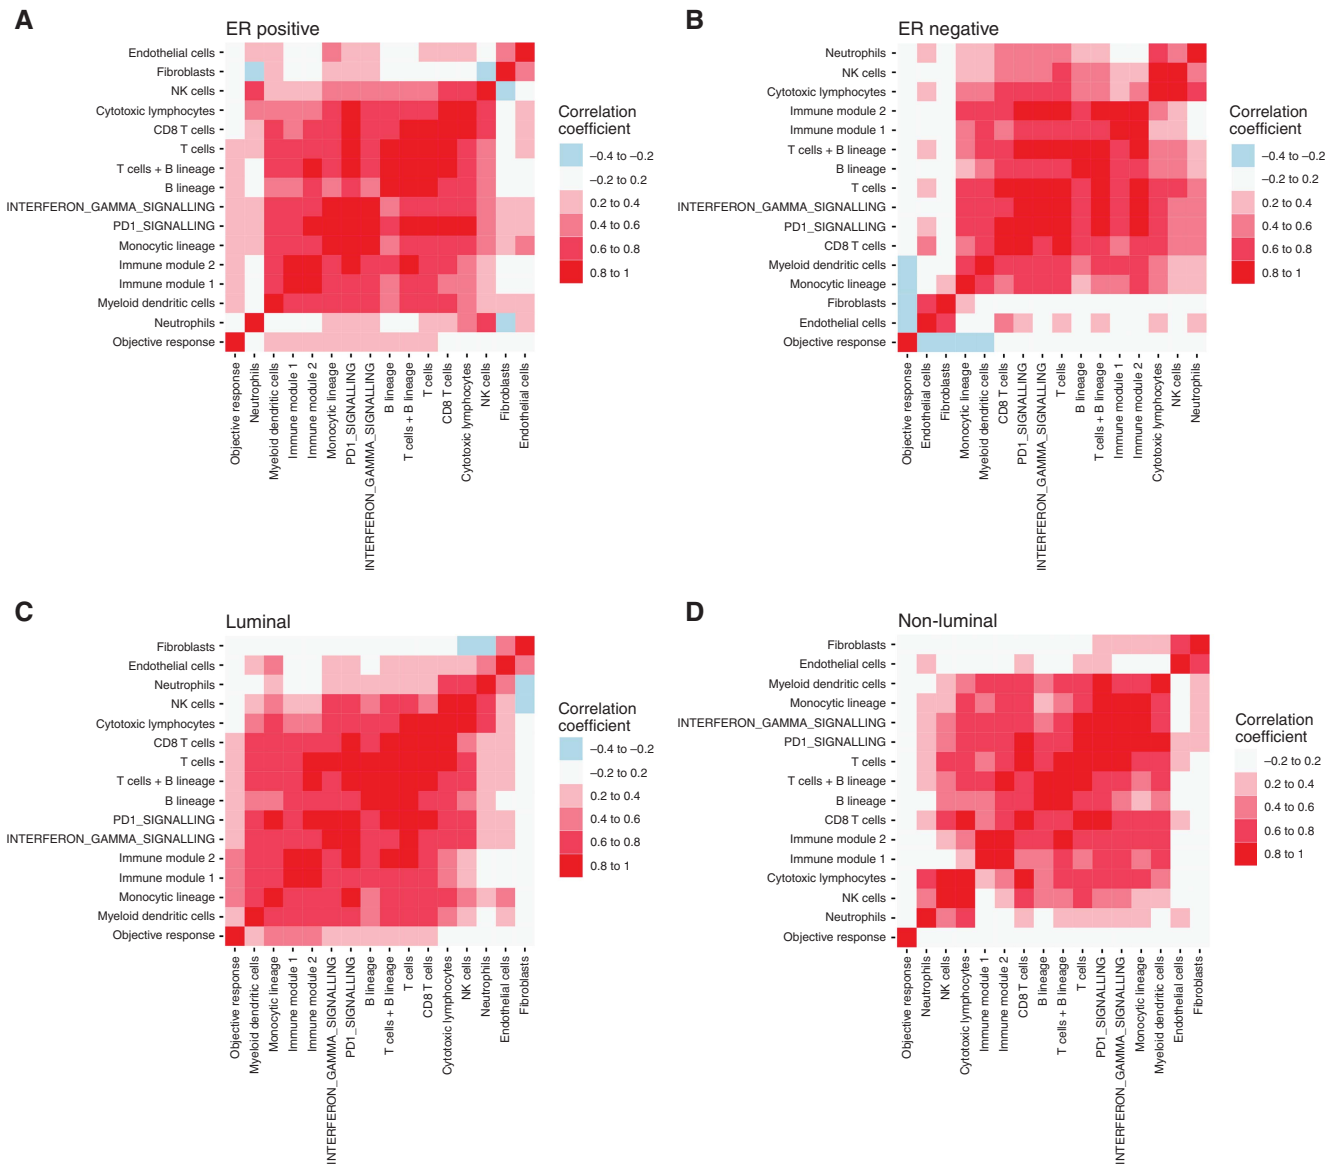 A
ER positive
Endothelial cells
Fibroblasts
NK cells
Cytotoxic lymphocytes
CD8 T cells
T cells
T cells + B lineage
B lineage
INTERFERON_GAMMA_SIGNALLING
PD1_SIGNALLING
Monocytic lineage
Immune module 2
Immune module 1
Myeloid dendritic cells
Neutrophils
Objective response
Objective response
Neutrophils
Myeloid dendritic cells
Immune module 1
Immune module 2
Monocytic lineage
PD1_SIGNALLING
INTERFERON_GAMMA_SIGNALLING
B lineage
T cells + B lineage
T cells
CD8 T cells
Cytotoxic lymphocytes
NK cells
Fibroblasts
Endothelial cells
Correlation
coefficient
−0.4 to −0.2
−0.2 to 0.2
0.2 to 0.4
0.4 to 0.6
0.6 to 0.8
0.8 to 1
B
ER negative
Neutrophils
NK cells
Cytotoxic lymphocytes
Immune module 2
Immune module 1
T cells + B lineage
B lineage
T cells
INTERFERON_GAMMA_SIGNALLING
PD1_SIGNALLING
CD8 T cells
Myeloid dendritic cells
Monocytic lineage
Fibroblasts
Endothelial cells
Objective response
Objective response
Endothelial cells
Fibroblasts
Monocytic lineage
Myeloid dendritic cells
CD8 T cells
PD1_SIGNALLING
INTERFERON_GAMMA_SIGNALLING
T cells
B lineage
T cells + B lineage
Immune module 1
Immune module 2
Cytotoxic lymphocytes
NK cells
Neutrophils
Correlation
coefficient
−0.4 to −0.2
−0.2 to 0.2
0.2 to 0.4
0.4 to 0.6
0.6 to 0.8
0.8 to 1
C
Luminal
Fibroblasts
Endothelial cells
Neutrophils
NK cells
Cytotoxic lymphocytes
CD8 T cells
T cells
T cells + B lineage
B lineage
PD1_SIGNALLING
INTERFERON_GAMMA_SIGNALLING
Immune module 2
Immune module 1
Monocytic lineage
Myeloid dendritic cells
Objective response
Objective response
Myeloid dendritic cells
Monocytic lineage
Immune module 1
Immune module 2
INTERFERON_GAMMA_SIGNALLING
PD1_SIGNALLING
B lineage
T cells + B lineage
T cells
CD8 T cells
Cytotoxic lymphocytes
NK cells
Neutrophils
Endothelial cells
Fibroblasts
Correlation
coefficient
−0.4 to −0.2
−0.2 to 0.2
0.2 to 0.4
0.4 to 0.6
0.6 to 0.8
0.8 to 1
D
Non-luminal
Fibroblasts
Endothelial cells
Myeloid dendritic cells
Monocytic lineage
INTERFERON_GAMMA_SIGNALLING
PD1_SIGNALLING
T cells
T cells + B lineage
B lineage
CD8 T cells
Immune module 2
Immune module 1
Cytotoxic lymphocytes
NK cells
Neutrophils
Objective response
Objective response
Neutrophils
NK cells
Cytotoxic lymphocytes
Immune module 1
Immune module 2
CD8 T cells
B lineage
T cells + B lineage
T cells
PD1_SIGNALLING
INTERFERON_GAMMA_SIGNALLING
Monocytic lineage
Myeloid dendritic cells
Endothelial cells
Fibroblasts
Correlation
coefficient
−0.2 to 0.2
0.2 to 0.4
0.4 to 0.6
0.6 to 0.8
0.8 to 1